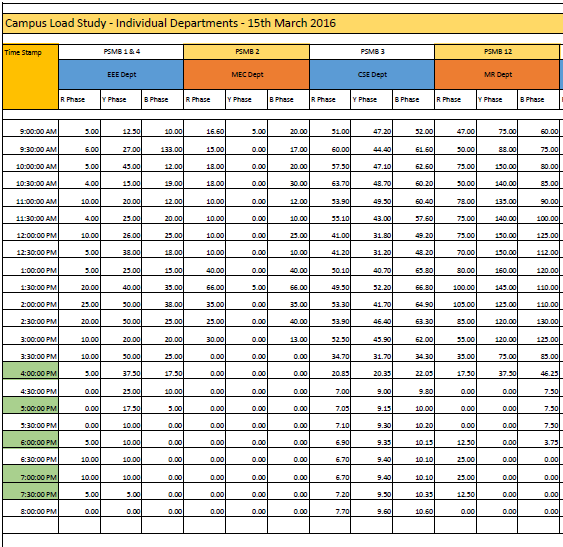 Campus Load Study - Individual Departments - 15th March 2016
Time Stamp PSMB 1 & 4 PSMB 2 PSMB 3 PSMB 12
EEE Dept MEC Dept CSE Dept MR Dept
R Phase Y Phase B Phase R Phase Y Phase B Phase R Phase Y Phase B Phase R Phase Y Phase B Phase
9:00:00 AM 5.00 12.50 10.00 16.60 5.00 20.00 51.00 47.20 52.00 47.00 75.00 60.00
9:30:00 AM 6.00 27.00 133.00 15.00 0.00 17.00 60.00 44.40 61.60 50.00 88.00 75.00
10:00:00 AM 5.00 45.00 12.00 18.00 0.00 20.00 57.50 47.10 62.60 75.00 150.00 80.00
10:30:00 AM 4.00 15.00 19.00 18.00 0.00 30.00 63.70 48.70 60.20 50.00 140.00 85.00
11:00:00 AM 10.00 20.00 12.00 10.00 0.00 12.00 53.90 49.50 60.40 78.00 135.00 90.00
11:30:00 AM 4.00 25.00 20.00 10.00 0.00 10.00 55.10 43.00 57.60 75.00 140.00 100.00
12:00:00 PM 10.00 26.00 25.00 10.00 0.00 25.00 41.00 31.80 49.20 75.00 150.00 125.00
12:30:00 PM 5.00 38.00 18.00 10.00 0.00 10.00 41.20 31.20 48.20 70.00 150.00 112.00
1:00:00 PM 5.00 25.00 15.00 40.00 0.00 40.00 50.10 40.70 65.80 80.00 160.00 120.00
1:30:00 PM 20.00 40.00 35.00 66.00 5.00 66.00 49.50 52.20 66.80 100.00 145.00 110.00
2:00:00 PM 25.00 50.00 38.00 35.00 0.00 35.00 53.30 41.70 64.90 105.00 125.00 110.00
2:30:00 PM 20.00 50.00 25.00 25.00 0.00 40.00 53.90 46.40 63.30 85.00 120.00 130.00
3:00:00 PM 10.00 20.00 20.00 30.00 0.00 13.00 52.50 45.90 62.00 55.00 120.00 125.00
3:30:00 PM 10.00 50.00 25.00 0.00 0.00 0.00 34.70 31.70 34.30 35.00 75.00 85.00
4:00:00 PM 5.00 37.50 17.50 0.00 0.00 0.00 20.85 20.35 22.05 17.50 37.50 46.25
4:30:00 PM 0.00 25.00 10.00 0.00 0.00 0.00 7.00 9.00 9.80 0.00 0.00 7.50
5:00:00 PM 0.00 17.50 5.00 0.00 0.00 0.00 7.05 9.15 10.00 0.00 0.00 7.50
5:30:00 PM 0.00 10.00 0.00 0.00 0.00 0.00 7.10 9.30 10.20 0.00 0.00 7.50
6:00:00 PM 5.00 10.00 0.00 0.00 0.00 0.00 6.90 9.35 10.15 12.50 0.00 3.75
6:30:00 PM 10.00 10.00 0.00 0.00 0.00 0.00 6.70 9.40 10.10 25.00 0.00 0.00
7:00:00 PM 10.00 10.00 0.00 0.00 0.00 0.00 6.70 9.40 10.10 25.00 0.00 0.00
7:30:00 PM 5.00 5.00 0.00 0.00 0.00 0.00 7.20 9.50 10.35 12.50 0.00 0.00
8:00:00 PM 0.00 0.00 0.00 0.00 0.00 0.00 7.70 9.60 10.60 0.00 0.00 0.00